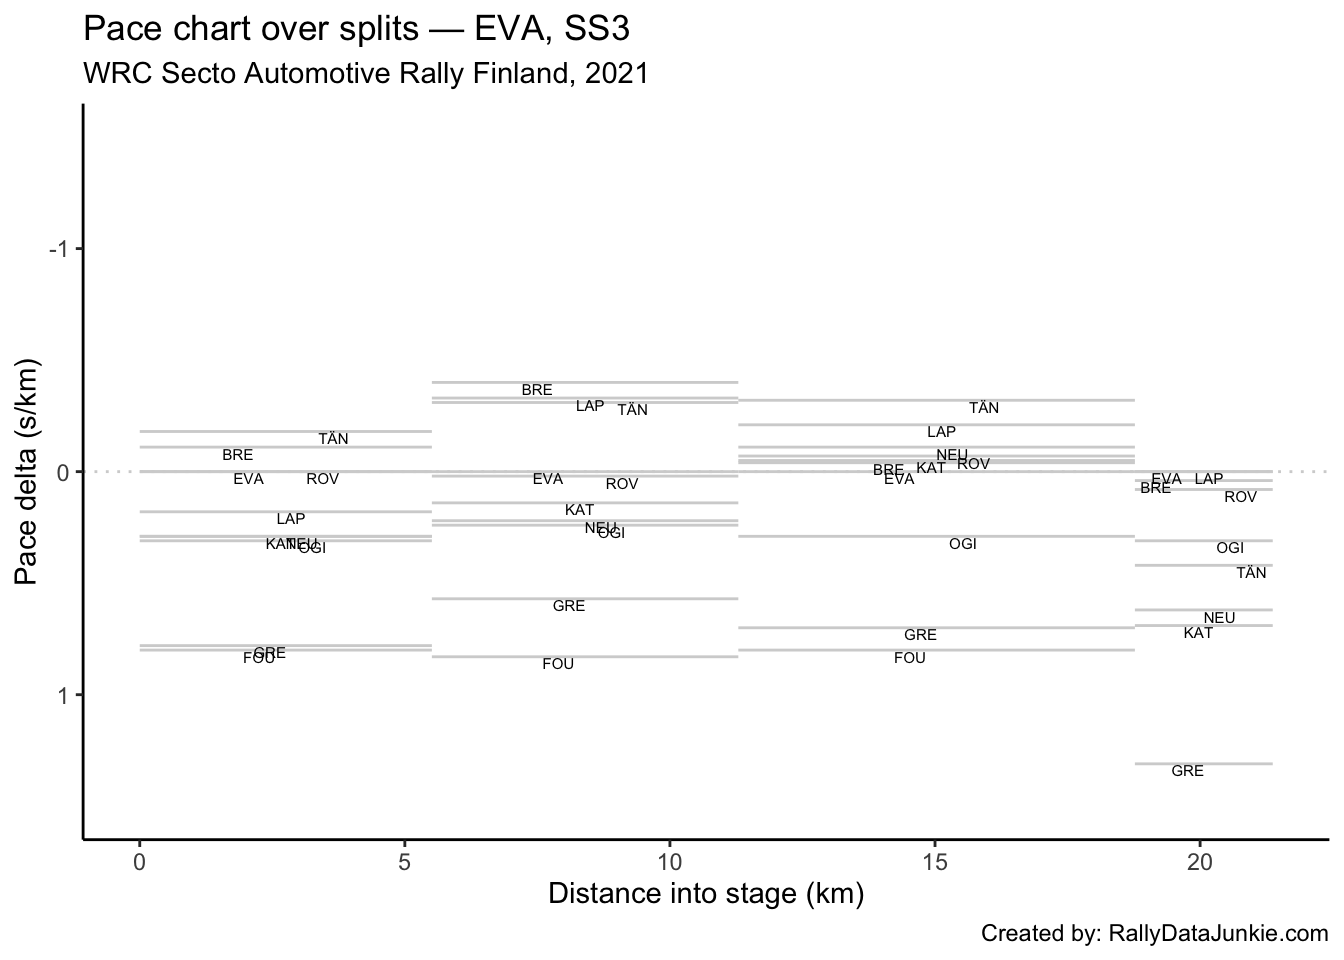 Pace chart over splits — EVA, SS3
WRC Secto Automotive Rally Finland, 2021
Pace delta (s/km)
-1
0
1
BRE
LAP
TÄN
TÄN
LAP
TÄN
BRE
NEU
ROV
KAT
BRE
EVA
ROV
EVA
ROV
EVA
EVA
LAP
BRE
ROV
LAP
KAT
NEU
OGI
KAT
NEU
OGI
OGI
OGI
TÄN
GRE
FOU
GRE
FOU
GRE
FOU
NEU
KAT
GRE
0
5
10
15
20
Distance into stage (km)
Created by: RallyDataJunkie.com